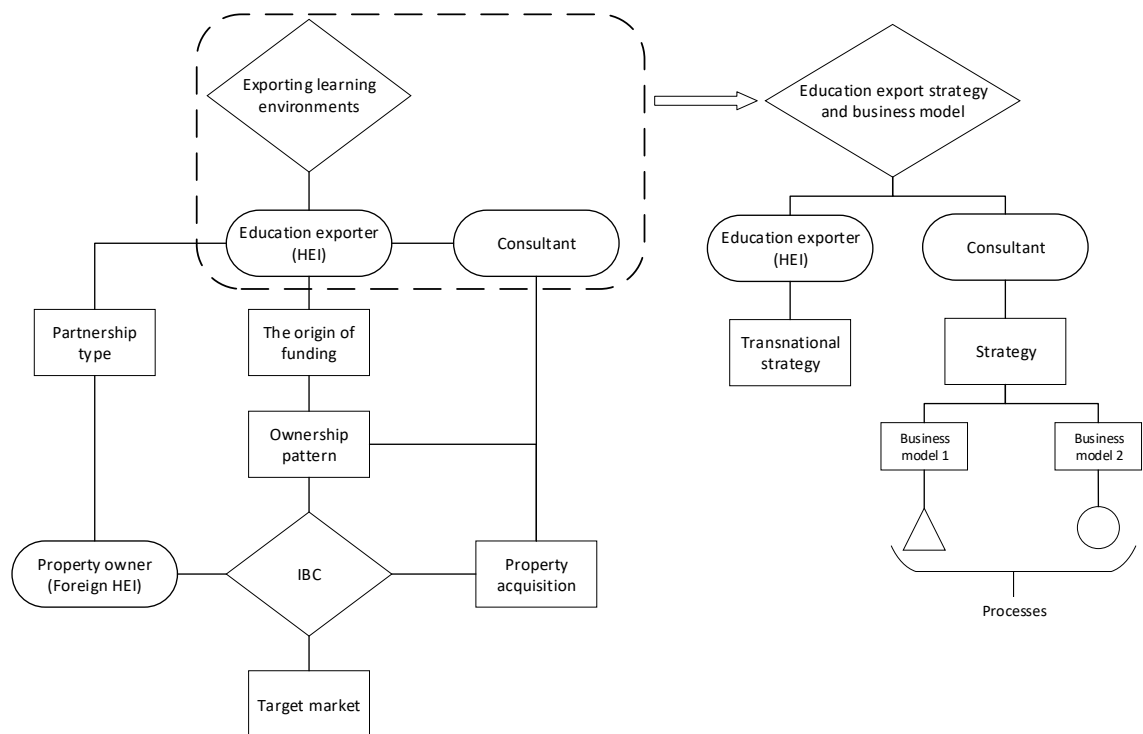 Exporting learning
environments
Education exporter
(HEI)
Consultant
Partnership
type
The origin of
funding
Ownership
pattern
Property owner
(Foreign HEI)
IBC
Property
acquisition
Target market
Education export strategy
and business model
Education exporter
(HEI)
Consultant
Transnational
strategy
Strategy
Business
model 1
Business
model 2
Processes